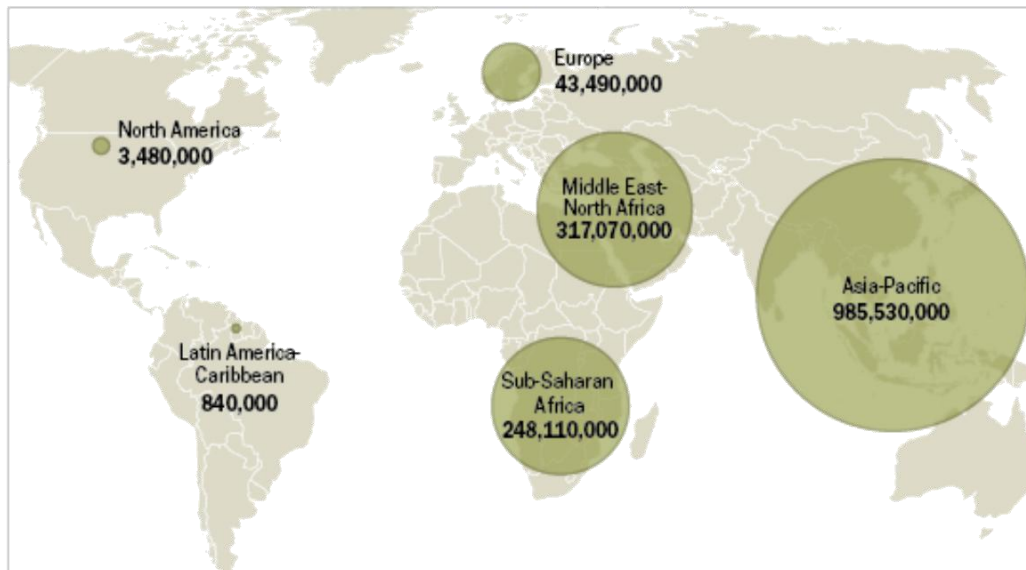 Europe
43,490,000
North America
3,480,000
Middle East-
North Africa
317,070,000
Asia-Pacific
985,530,000
Latin America-
Caribbean
840,000
Sub-Saharan
Africa
248,110,000